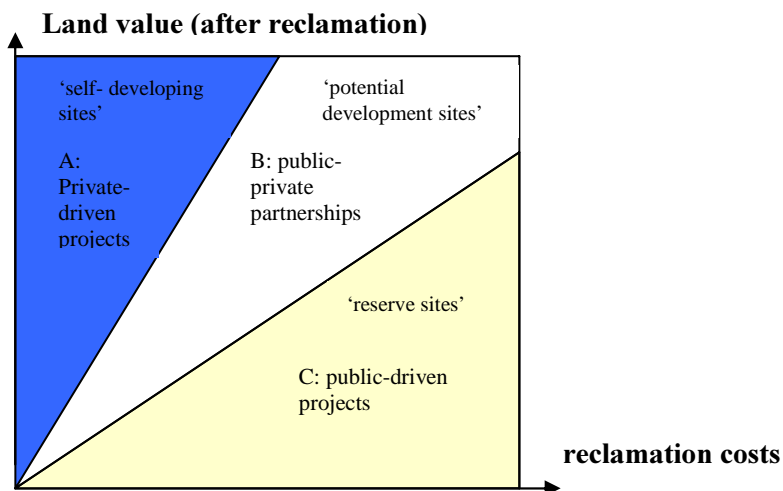 Land value (after reclamation)
‘self- developing
sites’
A:
Private-
driven
projects
‘potential
development sites’
B: public-
private
partnerships
‘reserve sites’
C: public-driven
projects
reclamation costs